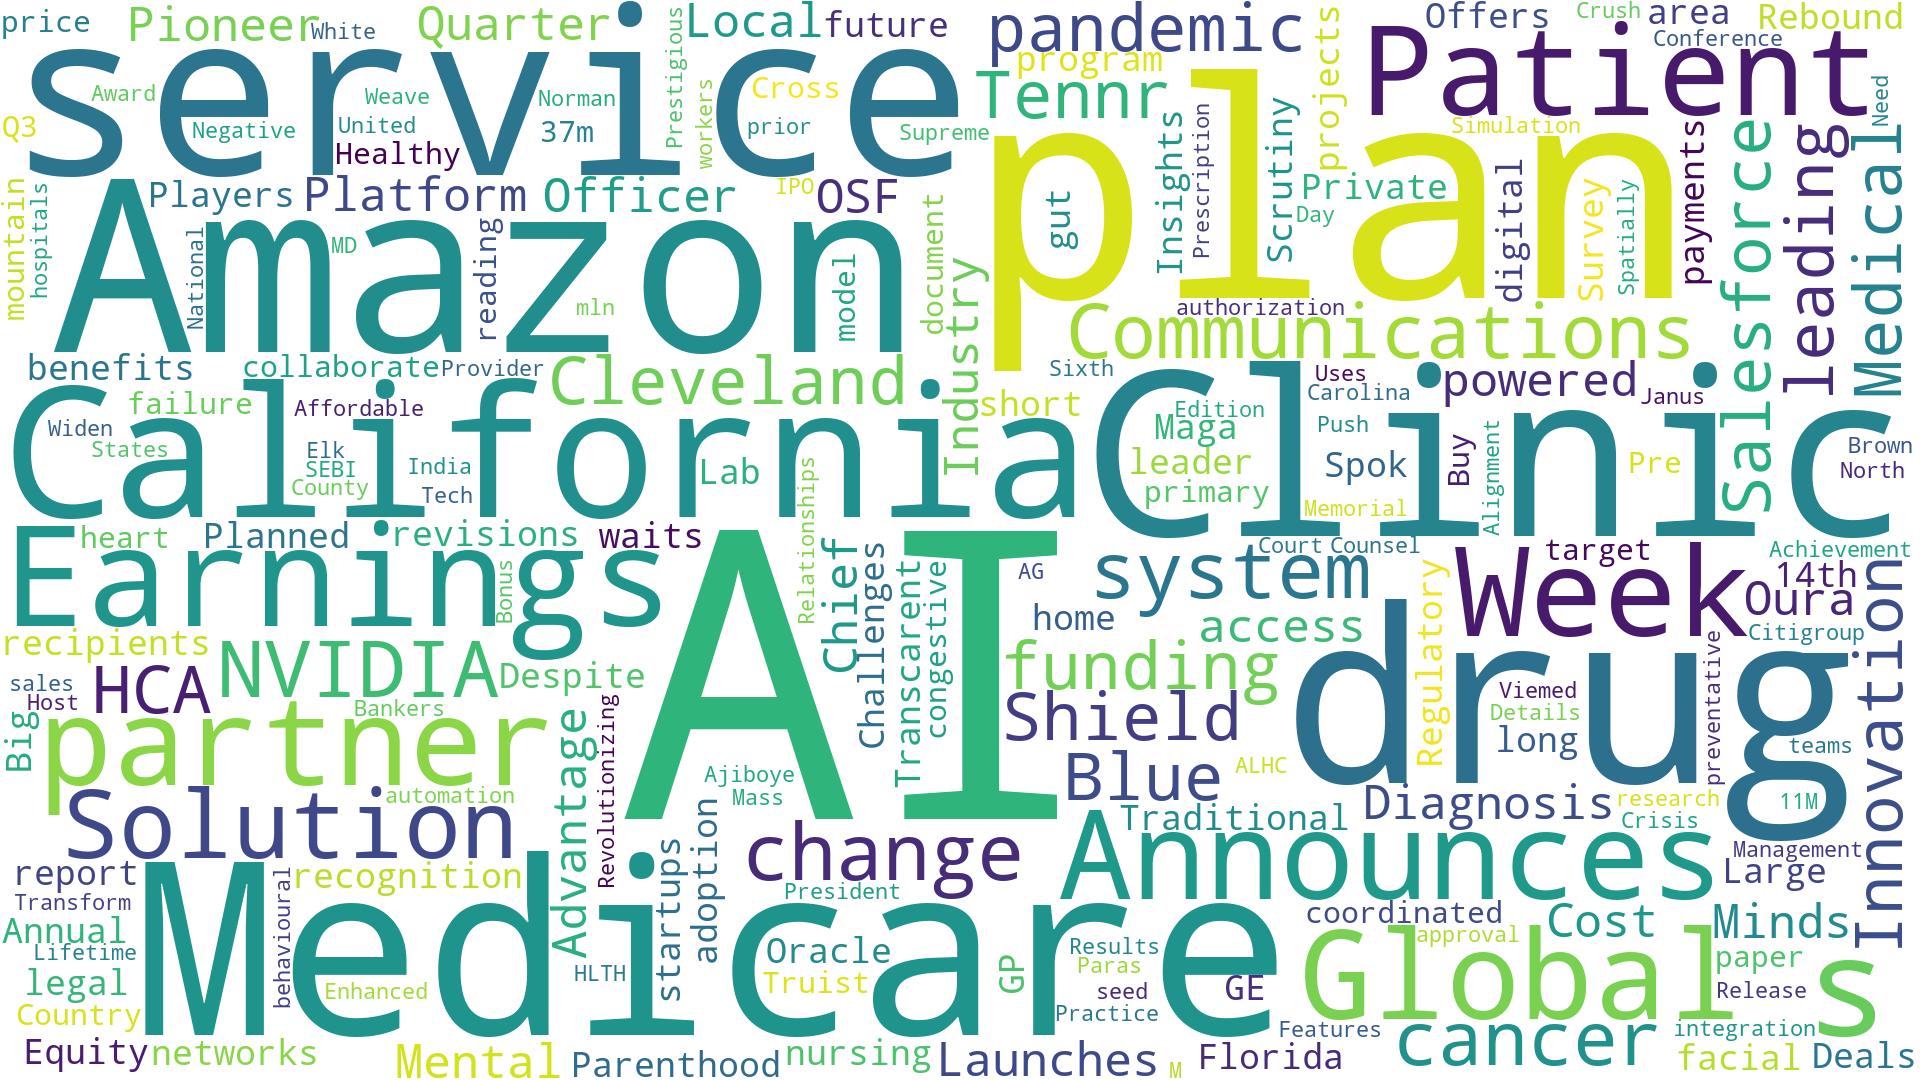 price
Pioneer
White
Quarter
Local
future
pandemic
Offers
Crush
area
Rebound
Conference
service
Award
Weave
Norman
Prestigious
workers
Cross
program
Tennr
projects
Patient
Need
Q3
Negative
United
Healthy
37m
prior
Supreme
plan
Insights
Prescription
Scrutiny
Simulation
payments
Salesforce
leading
Medical
mountain
hospitals
Players
Platform
Officer
IPO
OSF
document
gut
Private
Day
digital
Survey
Spatially
Amazon
National
MD
reading
mln
model
Industry
authorization
Communications
benefits
collaborate
Provider
Cleveland
short
Sixth
Uses
Carolina
powered
Janus
California
failure
Affordable
Widen
States
Elk
SEBI
County
India
Tech
Lab
Relationships
Clinic
Edition
Maga
leader
primary
Push
Spok
Memorial
Buy
Alignment
Pre
Brown
North
Earnings
heart
Planned
revisions
waits
Bonus
AI
Chief
Challenges
Transcarent
congestive
AG
home
system
Court
Counsel
access
Regulatory
target
Week
Achievement
14th
Oura
Citigroup
Innovation
recipients
sales
Host
HCA
NVIDIA
Despite
Bankers
Big
partner
funding
Shield
Blue
ALHC
drug
Viemed
Details
long
preventative
teams
11M
Solution
automation
Advantage
Revolutionizing
Ajiboye
Mass
startups
adoption
change
Traditional
Diagnosis
research
Crisis
Announces
Management
Large
report
Transform
Annual
Lifetime
legal
Country
behavioural
recognition
Enhanced
Medicare
President
HLTH
Oracle
Truist
GP
Results
Paras
seed
Practice
GE
coordinated
approval
Cost
Minds
Global
s
paper
Release
Features
integration
Equity
networks
Mental
Parenthood
nursing
Launches
M
Florida
cancer
facial
Deals